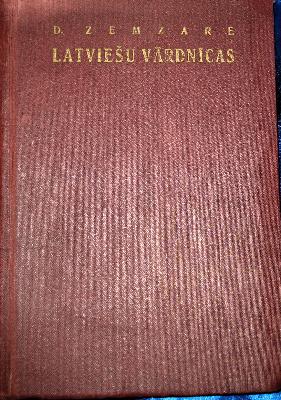 D. ZEMZARE
LATVIEŠU VĀRDNĪCAS